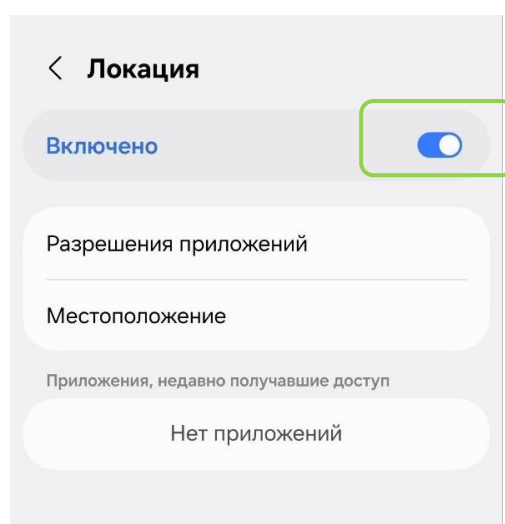 Локация
Включено
Разрешения приложений
Местоположение
Приложения, недавно получавшие доступ
Нет приложений